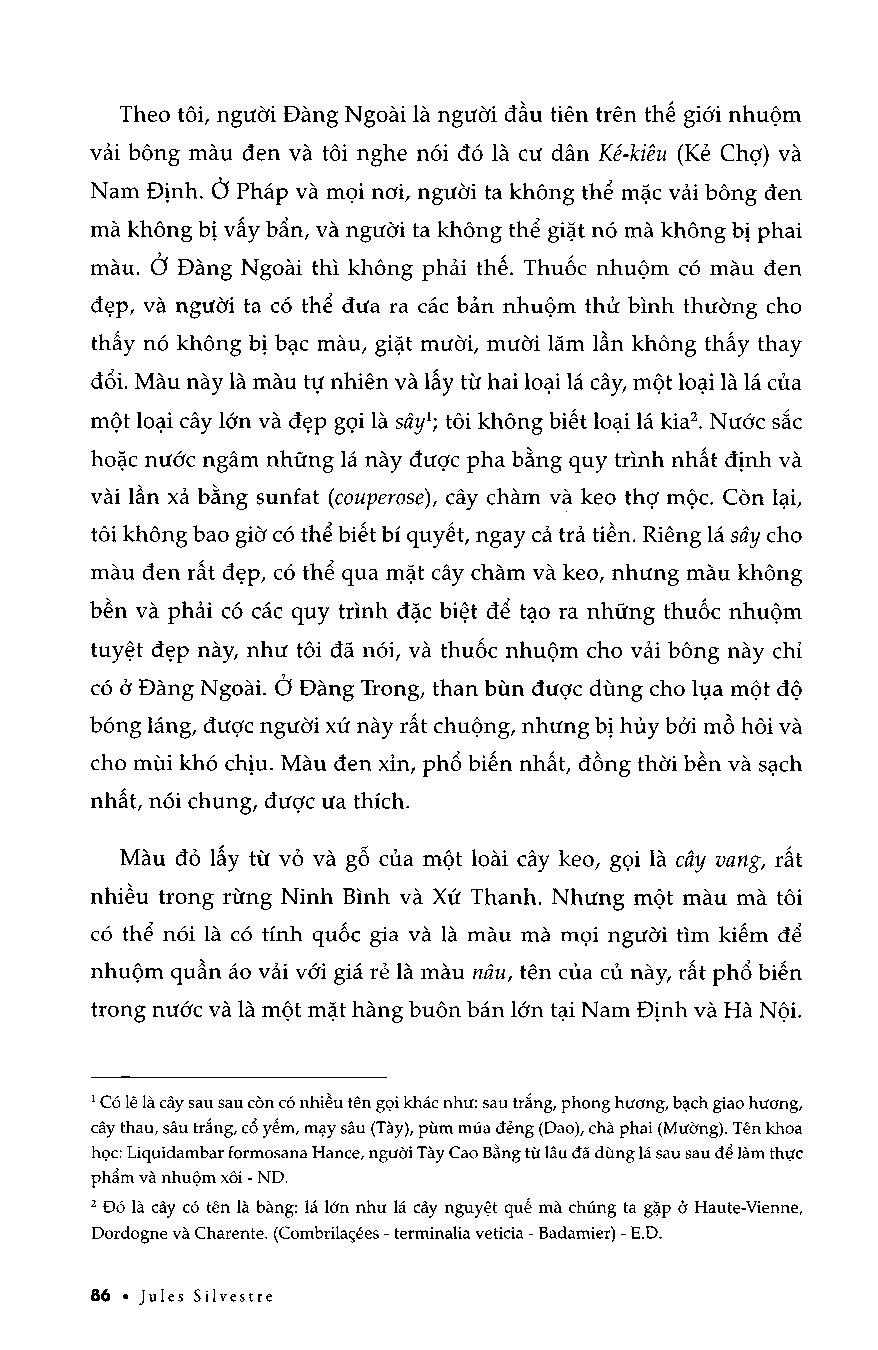 Theo tôi, người Đàng Ngoài là người đầu tiên trên thế giới nhuộm
vải bông màu đen và tôi nghe nói đó là cư dân Ké-kiêu (Kẻ Chợ) và
Nam Định. Ở Pháp và mọi nơi, người ta không thể mặc vải bông đen
mà không bị vấy bẩn, và người ta không thể giặt nó mà không bị phai
màu. Ở Đàng Ngoài thì không phải thế. Thuốc nhuộm có màu đen
đẹp, và người ta có thể đưa ra các bản nhuộm thử bình thường cho
thấy nó không bị bạc màu, giặt mười, mười lăm lần không thấy thay
đổi. Màu này là màu tự nhiên và lấy từ hai loại lá cây, một loại là lá của
một loại cây lớn và đẹp gọi là sây¹; tôi không biết loại lá kia². Nước sắc
hoặc nước ngâm những lá này được pha bằng quy trình nhất định và
vài lần xả bằng sunfat (couperose), cây chàm và keo thợ mộc. Còn lại,
tôi không bao giờ có thể biết bí quyết, ngay cả trả tiền. Riêng lá sây cho
màu đen rất đẹp, có thể qua mặt cây chàm và keo, nhưng màu không
bền và phải có các quy trình đặc biệt để tạo ra những thuốc nhuộm
tuyệt đẹp này, như tôi đã nói, và thuốc nhuộm cho vải bông này chỉ
có ở Đàng Ngoài. Ở Đàng Trong, than bùn được dùng cho lụa một độ
bóng láng, được người xứ này rất chuộng, nhưng bị hủy bởi mồ hôi và
cho mùi khó chịu. Màu đen xỉn, phổ biến nhất, đồng thời bền và sạch
nhất, nói chung, được ưa thích.
Màu đỏ lấy từ vỏ và gỗ của một loài cây keo, gọi là cây vang, rất
nhiều trong rừng Ninh Bình và Xứ Thanh. Nhưng một màu mà tôi
có thể nói là có tính quốc gia và là màu mà mọi người tìm kiếm để
nhuộm quần áo vải với giá rẻ là màu nâu, tên của củ này, rất phổ biến
trong nước và là một mặt hàng buôn bán lớn tại Nam Định và Hà Nội.
¹ Có lẽ là cây sau sau còn có nhiều tên gọi khác như: sau trắng, phong hương, bạch giao hương,
cây thau, sâu trắng, cổ yếm, mạy sâu (Tày), pùm múa đẻng (Dao), chà phai (Mường). Tên khoa
học: Liquidambar formosana Hance, người Tày Cao Bằng từ lâu đã dùng lá sau sau để làm thực
phẩm và nhuộm xôi - ND.
² Đó là cây có tên là bàng: lá lớn như lá cây nguyệt quế mà chúng ta gặp ở Haute-Vienne,
Dordogne và Charente. (Combrilaçées - terminalia veticia - Badamier) - E.D.
86 • Jules Silvestre